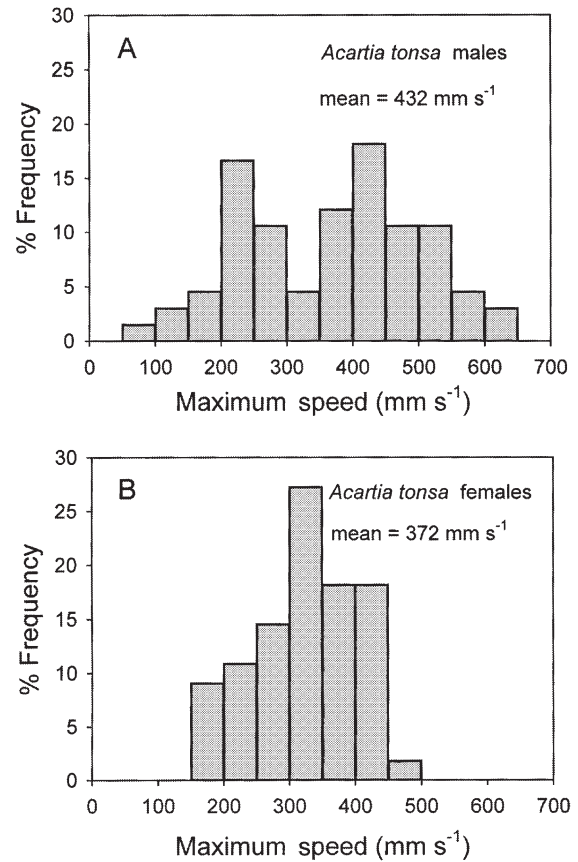 30
A
Acartia tonsa males
25
mean = 432 mm s⁻¹
20
15
10
5
0
% Frequency
0 100 200 300 400 500 600 700
Maximum speed (mm s⁻¹)
30
B
Acartia tonsa females
25
mean = 372 mm s⁻¹
20
15
10
5
0
% Frequency
0 100 200 300 400 500 600 700
Maximum speed (mm s⁻¹)